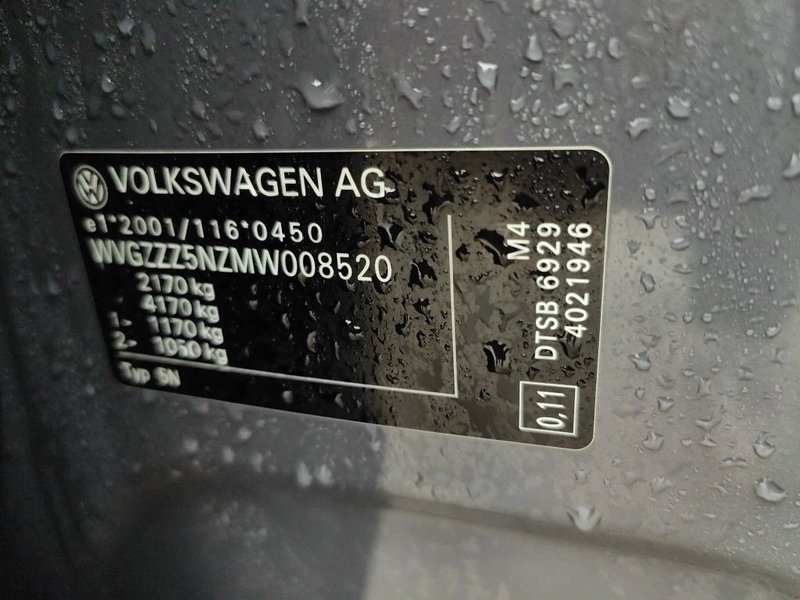 VOLKSWAGEN AG
e1*2001/116*0450
WVGZZZ5NZMW008520
2170 kg
4170 kg
1- 1170 kg
2- 1050 kg
Typ 5N
M4
DTSB 6929
4021946
0,11